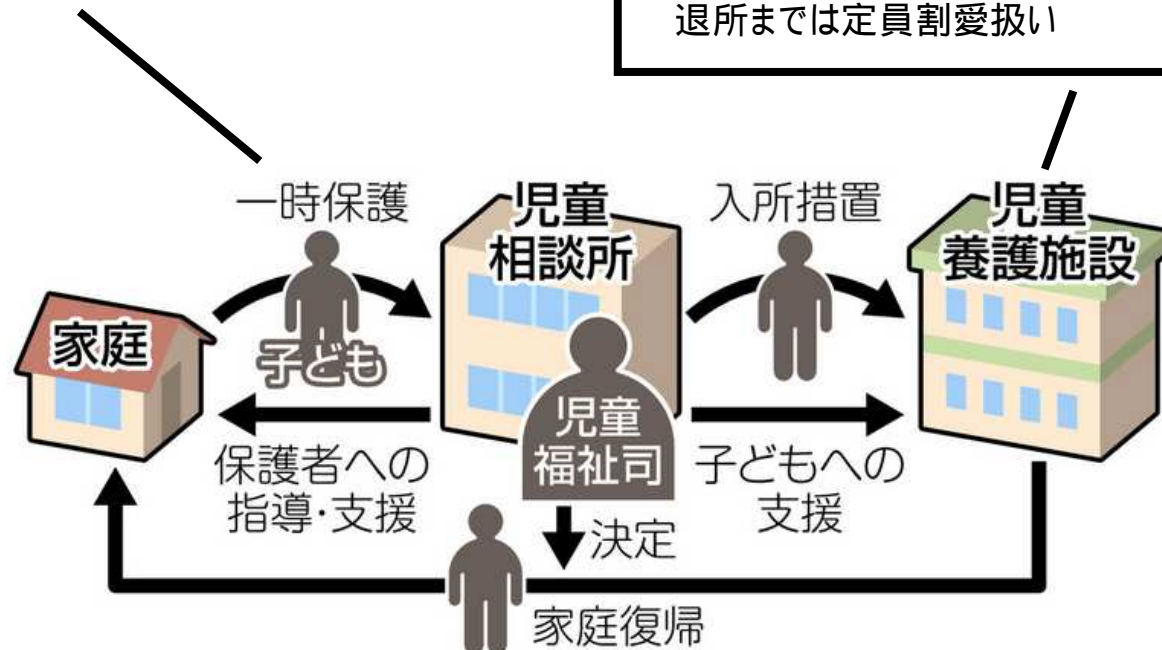 退所までは定員割愛扱い
一時保護
児童
相談所
入所措置
児童
養護施設
家庭
子ども
児童
福祉司
保護者への
指導・支援
子どもへの
支援
決定
家庭復帰